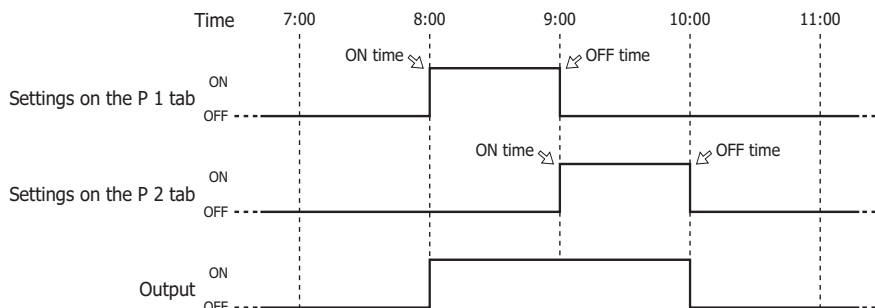 Time 7:00 8:00 9:00 10:00 11:00
ON time OFF time
ON
Settings on the P 1 tab
OFF
ON time OFF time
ON
Settings on the P 2 tab
OFF
ON
Output
OFF